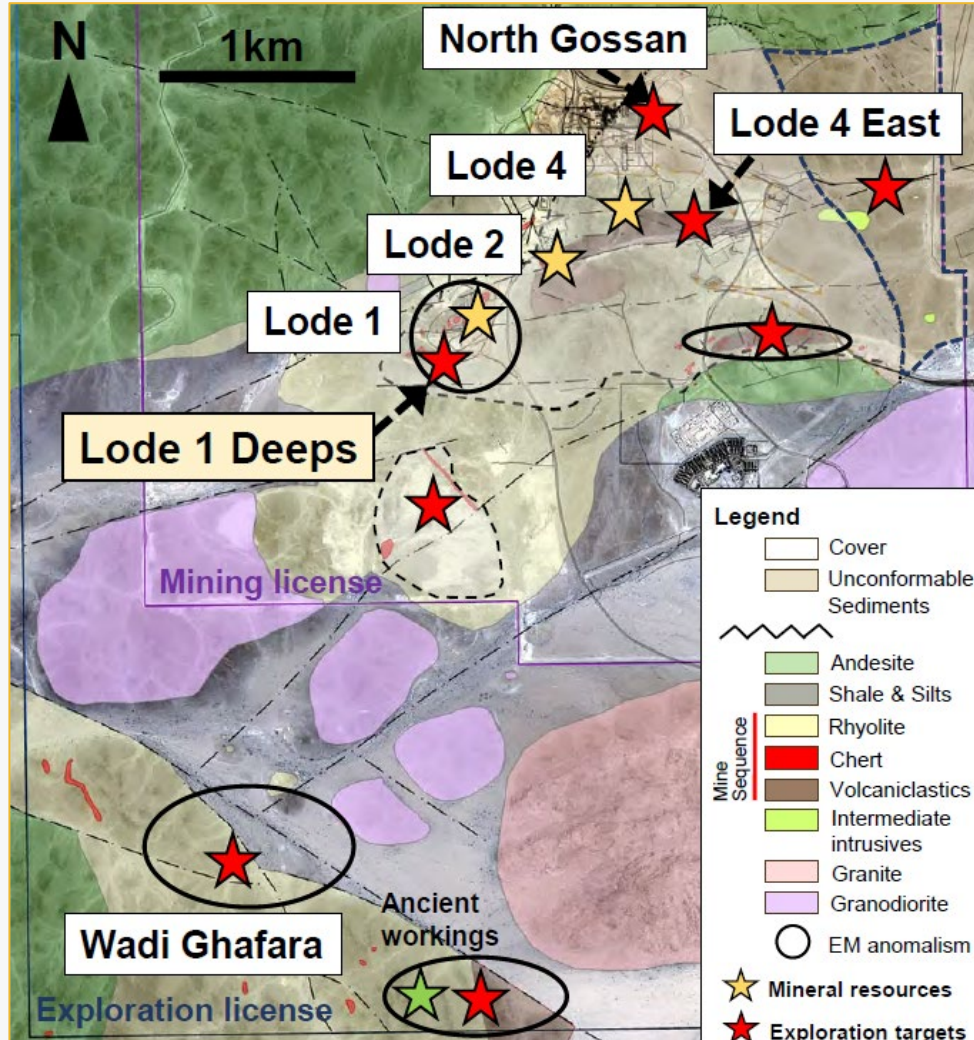 N
1km
North Gossan
Lode 4 East
Lode 4
Lode 2
Lode 1
Lode 1 Deeps
Mining license
Wadi Ghafara
Ancient
workings
Exploration license
Legend
Cover
Unconformable
Sediments
Andesite
Shale & Silts
Rhyolite
Chert
Volcaniclastics
Mine
Sequence
Intermediate
intrusives
Granite
Granodiorite
EM anomalism
Mineral resources
Exploration targets